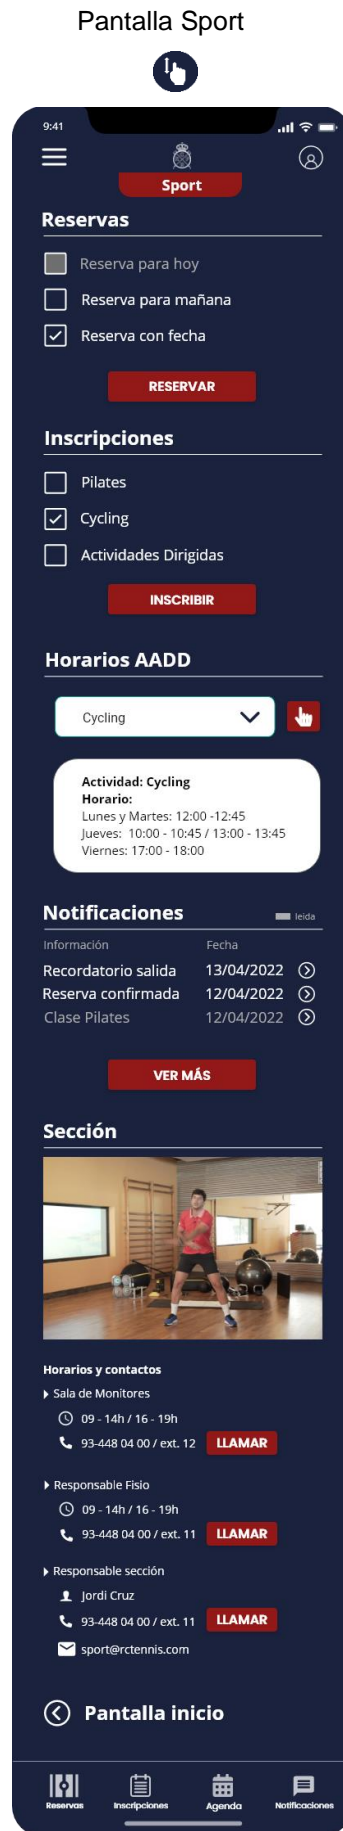 Pantalla Sport
9:41
Sport
Reservas
Reserva para hoy
Reserva para mañana
Reserva con fecha
RESERVAR
Inscripciones
Pilates
Cycling
Actividades Dirigidas
INSCRIBIR
Horarios AADD
Cycling
Actividad: Cycling
Horario:
Lunes y Martes: 12:00 -12:45
Jueves: 10:00 - 10:45 / 13:00 - 13:45
Viernes: 17:00 - 18:00
Notificaciones
leida
Información Fecha
Recordatorio salida 13/04/2022
Reserva confirmada 12/04/2022
Clase Pilates 12/04/2022
VER MÁS
Sección
Horarios y contactos
Sala de Monitores
09 - 14h / 16 - 19h
93-448 04 00 / ext. 12 LLAMAR
Responsable Fisio
09 - 14h / 16 - 19h
93-448 04 00 / ext. 11 LLAMAR
Responsable sección
Jordi Cruz
93-448 04 00 / ext. 11 LLAMAR
sport@rctennis.com
Pantalla inicio
Reservas Inscripciones Agenda Notificaciones